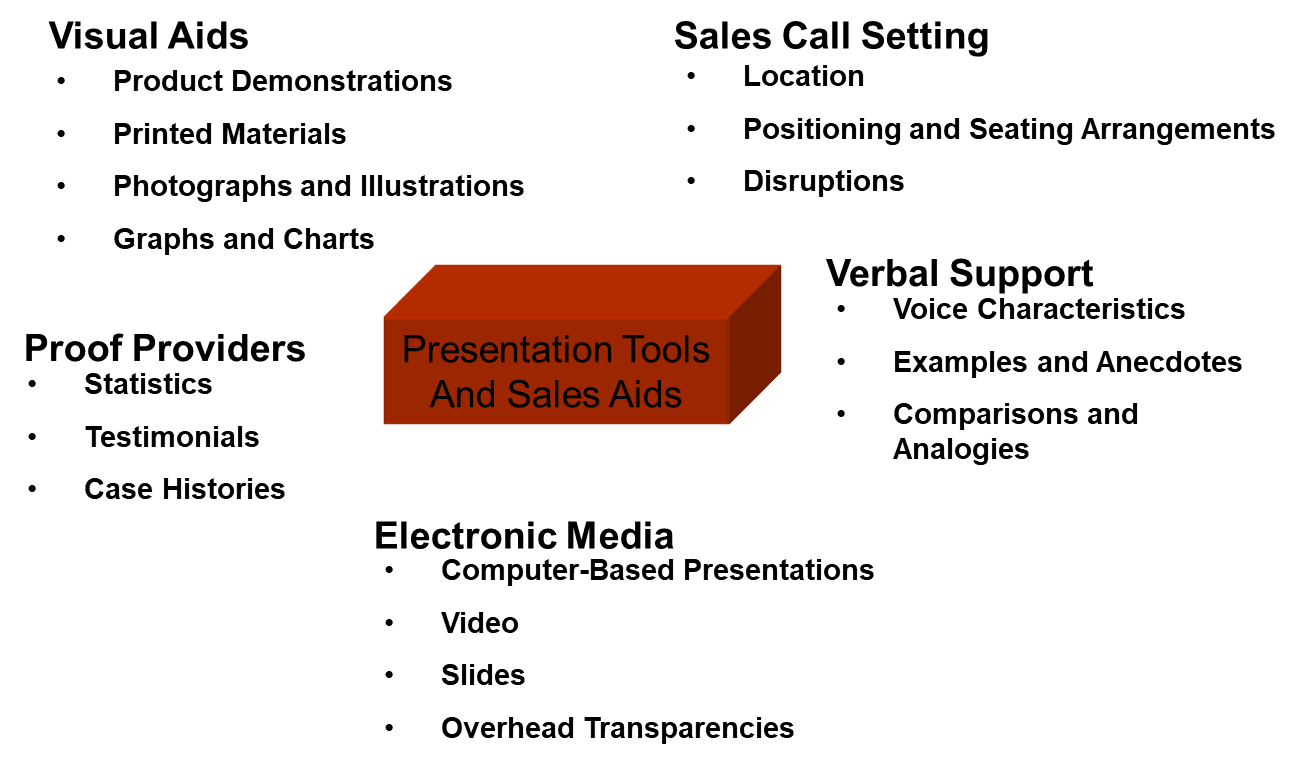 Visual Aids
• Product Demonstrations
• Printed Materials
• Photographs and Illustrations
• Graphs and Charts
Sales Call Setting
• Location
• Positioning and Seating Arrangements
• Disruptions
Proof Providers
• Statistics
• Testimonials
• Case Histories
Presentation Tools
And Sales Aids
Verbal Support
• Voice Characteristics
• Examples and Anecdotes
• Comparisons and
Analogies
Electronic Media
• Computer-Based Presentations
• Video
• Slides
• Overhead Transparencies